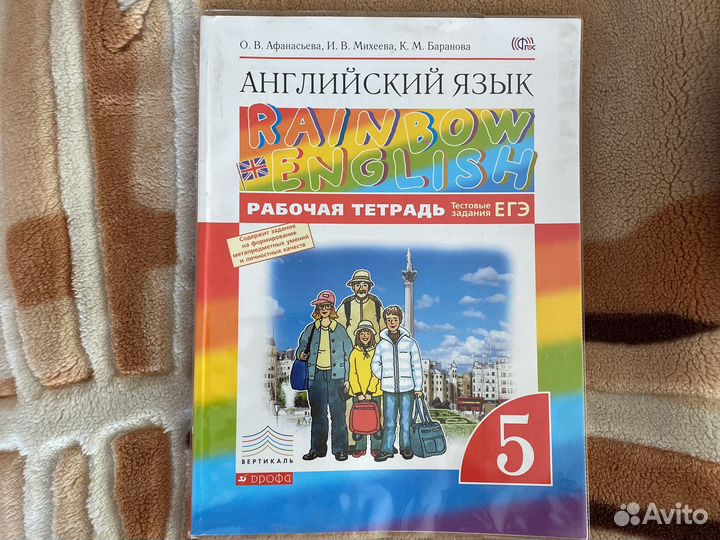 О. В. Афанасьева, И. В. Михеева, К. М. Баранова
ФГОС
АНГЛИЙСКИЙ ЯЗЫК
RAINBOW
ENGLISH
РАБОЧАЯ ТЕТРАДЬ
Тестовые
задания ЕГЭ
Содержит задания
на формирование
метапредметных умений
и личностных качеств
ВЕРТИКАЛЬ
дрофа
5
Avito